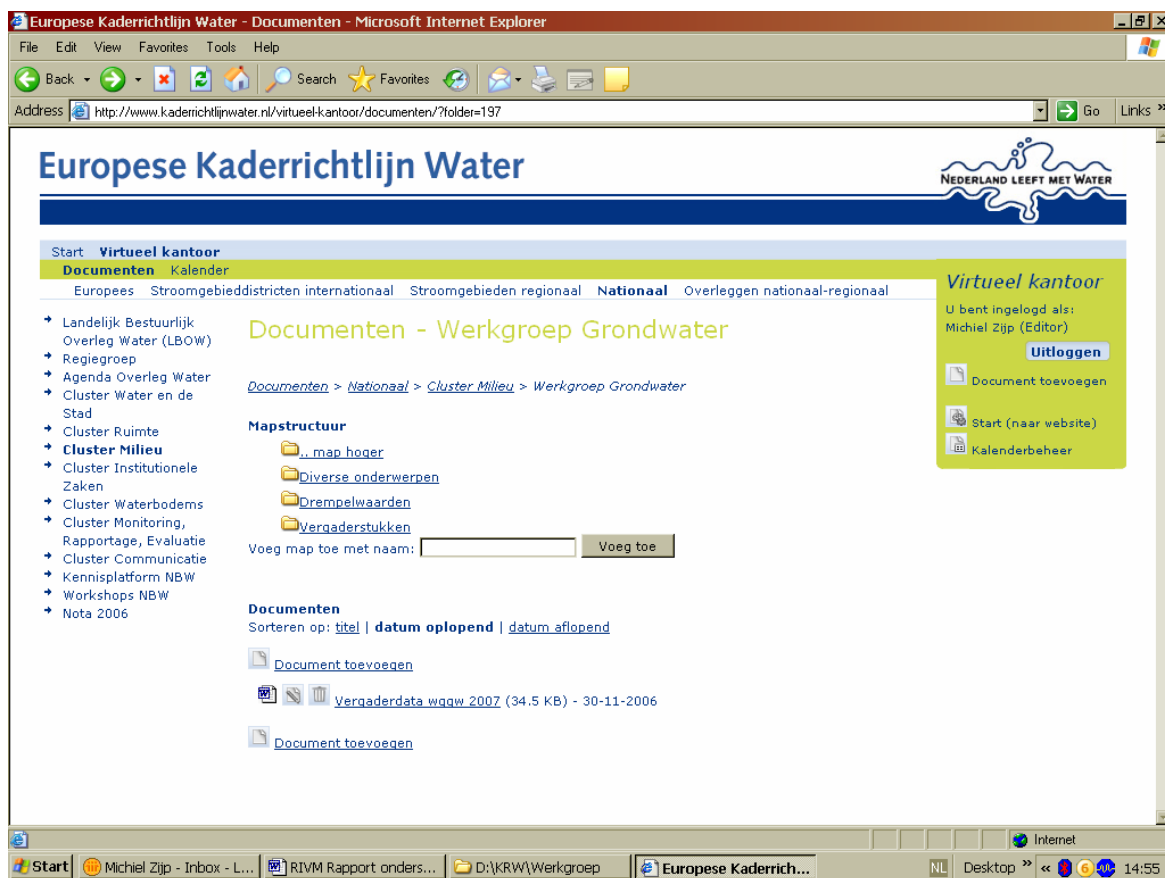 Europese Kaderrichtlijn Water - Documenten - Microsoft Internet Explorer
File Edit View Favorites Tools Help
Back Search Favorites
Address http://www.kaderrichtlijnwater.nl/virtueel-kantoor/documenten/?folder=197 Go Links »
Europese Kaderrichtlijn Water
NEDERLAND LEEFT MET WATER
Start Virtueel kantoor
Documenten Kalender
Europees Stroomgebieddistricten internationaal Stroomgebieden regionaal Nationaal Overleggen nationaal-regionaal
Landelijk Bestuurlijk
Overleg Water (LBOW)
Regiegroep
Agenda Overleg Water
Cluster Water en de
Stad
Cluster Ruimte
Cluster Milieu
Cluster Institutionele
Zaken
Cluster Waterbodems
Cluster Monitoring,
Rapportage, Evaluatie
Cluster Communicatie
Kennisplatform NBW
Workshops NBW
Nota 2006
Documenten - Werkgroep Grondwater
Documenten > Nationaal > Cluster Milieu > Werkgroep Grondwater
Mapstructuur
.. map hoger
Diverse onderwerpen
Drempelwaarden
Vergaderstukken
Voeg map toe met naam: Voeg toe
Documenten
Sorteren op: titel | datum oplopend | datum aflopend
Document toevoegen
Vergaderdata wggw 2007 (34.5 KB) - 30-11-2006
Document toevoegen
Virtueel kantoor
U bent ingelogd als:
Michiel Zijp (Editor)
Uitloggen
Document toevoegen
Start (naar website)
Kalenderbeheer
Internet
Start Michiel Zijp - Inbox - L... RIVM Rapport onders... D:\KRW\Werkgroep Europese Kaderrich... NL Desktop » « 6 14:55